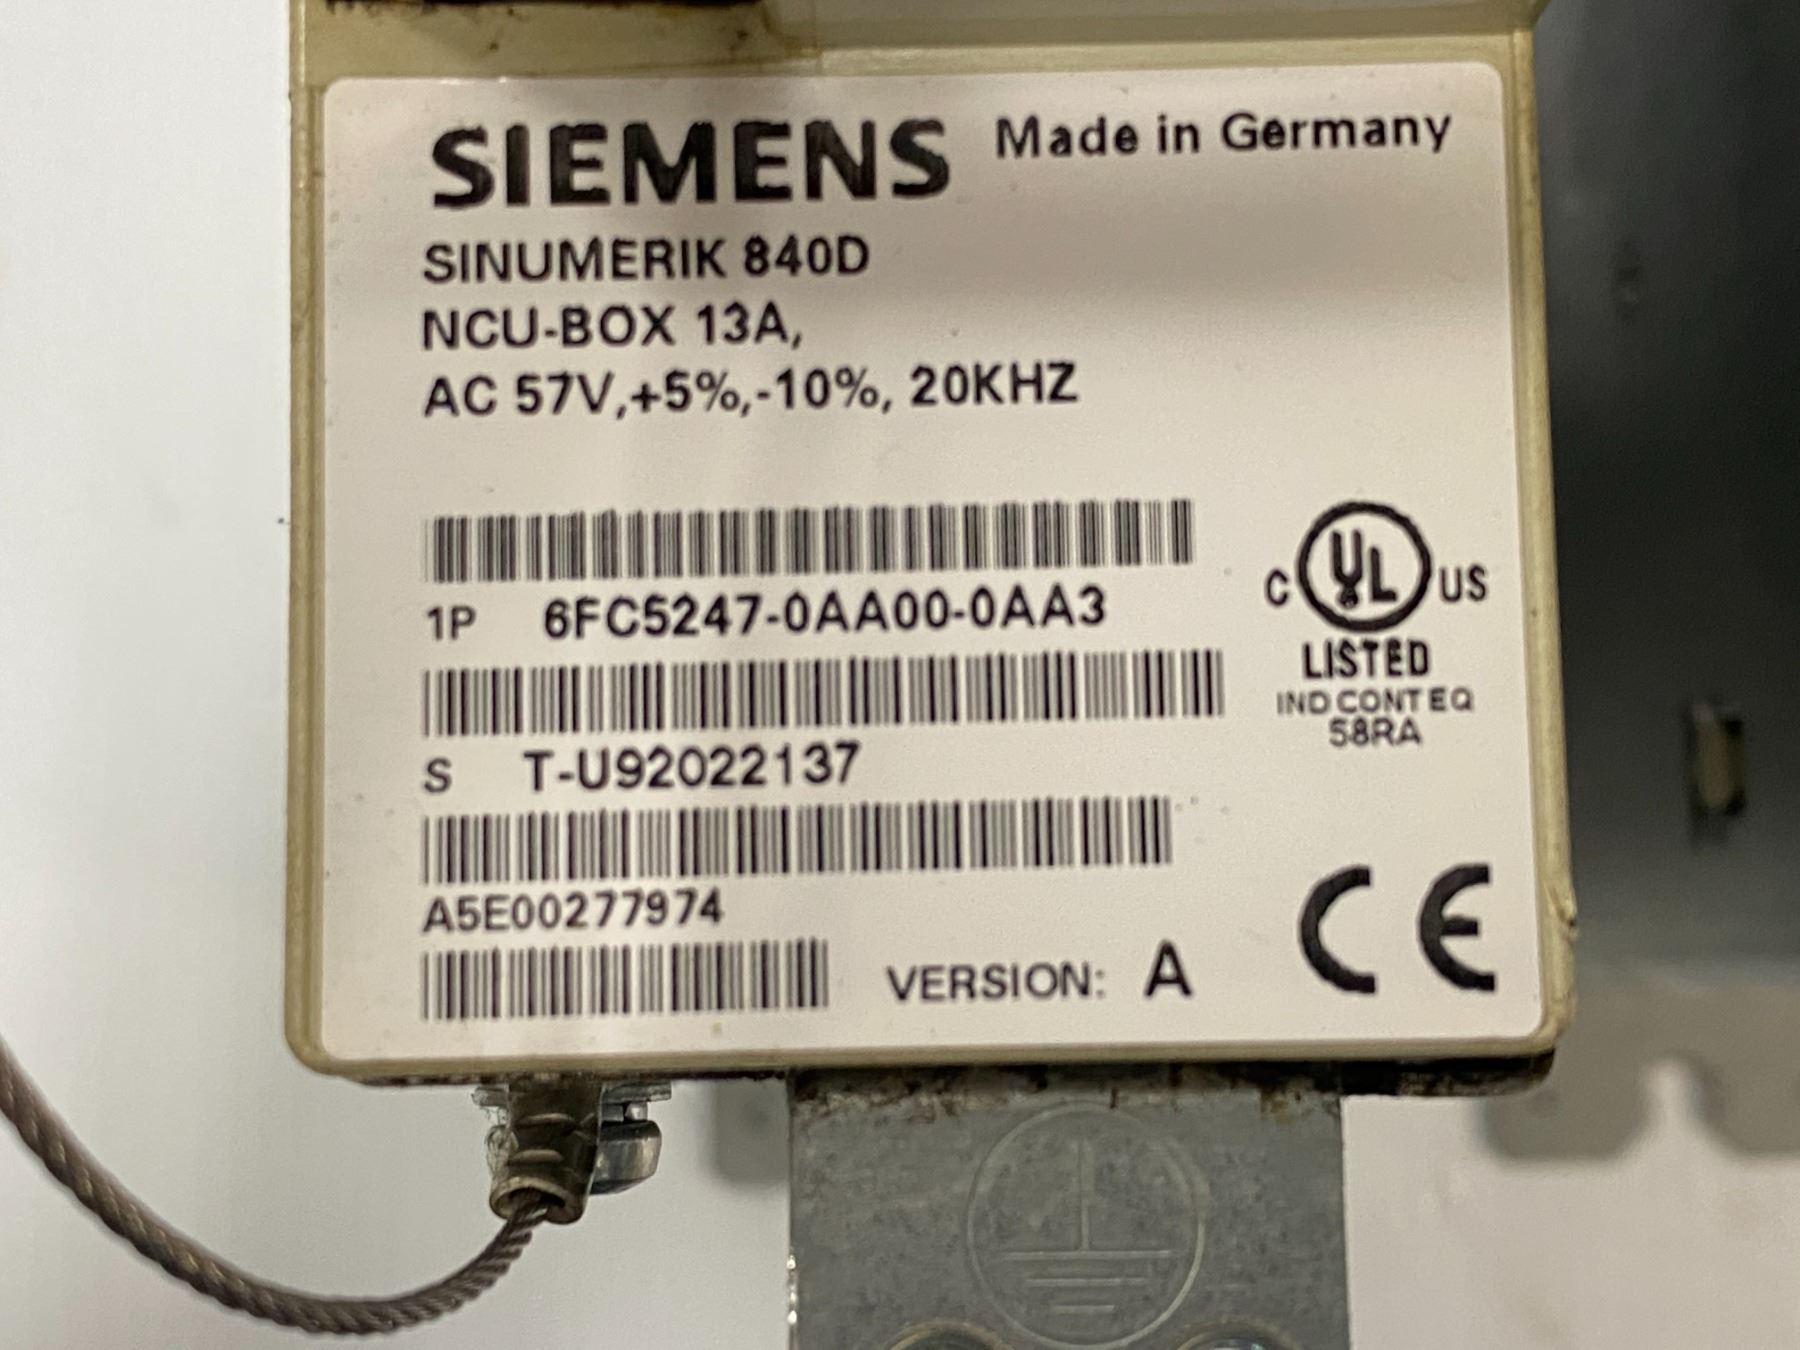 SIEMENS Made in Germany
SINUMERIK 840D
NCU-BOX 13A,
AC 57V,+5%,-10%, 20KHZ
1P 6FC5247-0AA00-0AA3
C UL US
LISTED
IND CONT EQ
58RA
S T-U92022137
A5E00277974
VERSION: A
CE